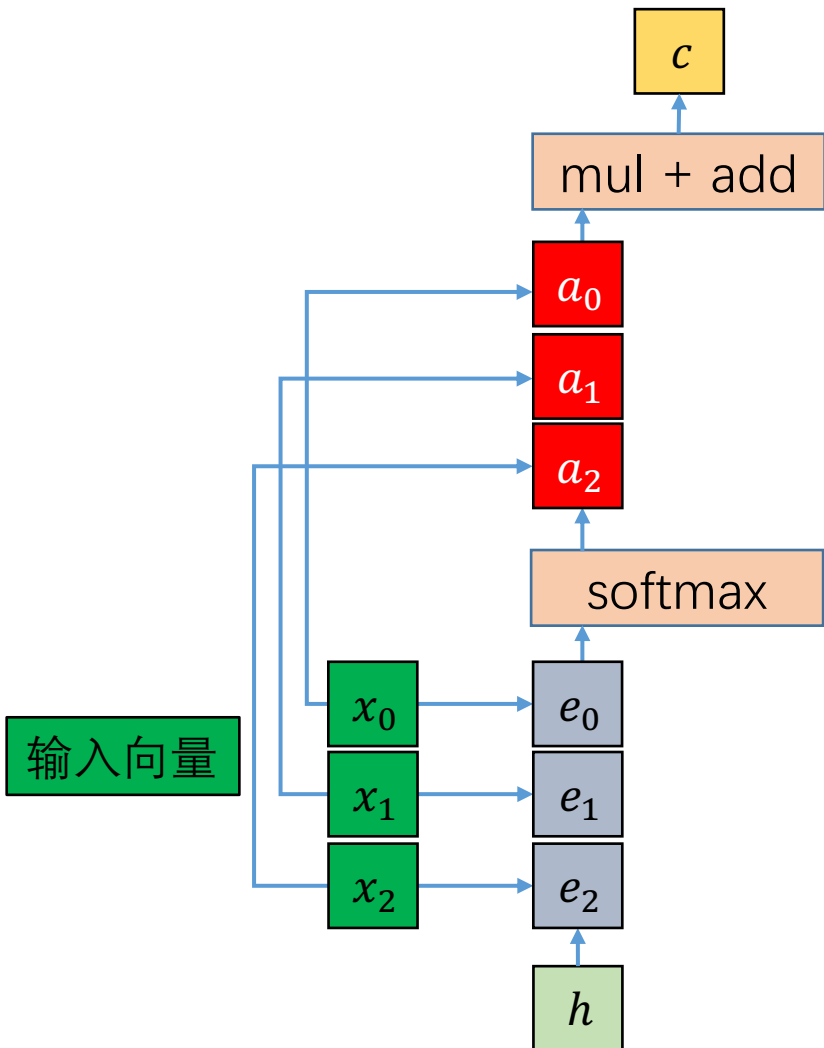 c
mul + add
a₀
a₁
a₂
softmax
x₀ e₀
输入向量
x₁ e₁
x₂ e₂
h